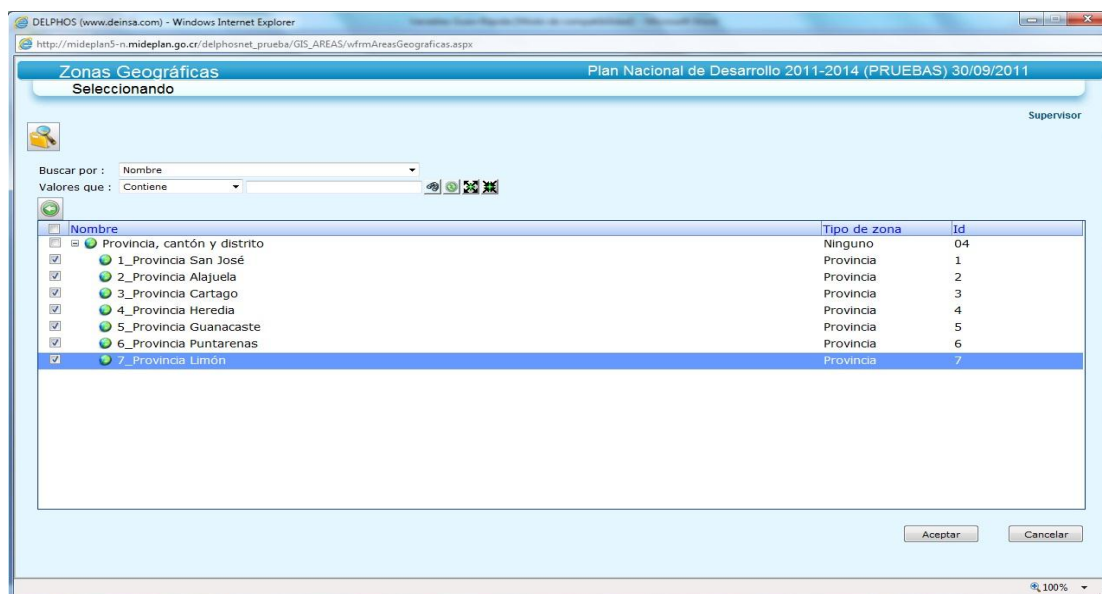 DELPHOS (www.deinsa.com) - Windows Internet Explorer
http://mideplan5-n.mideplan.go.cr/delphosnet_prueba/GIS_AREAS/wfrmAreasGeograficas.aspx
Zonas Geográficas Plan Nacional de Desarrollo 2011-2014 (PRUEBAS) 30/09/2011
Seleccionando
Supervisor
Buscar por : Nombre
Valores que : Contiene
Nombre Tipo de zona Id
Provincia, cantón y distrito Ninguno 04
1_Provincia San José Provincia 1
2_Provincia Alajuela Provincia 2
3_Provincia Cartago Provincia 3
4_Provincia Heredia Provincia 4
5_Provincia Guanacaste Provincia 5
6_Provincia Puntarenas Provincia 6
7_Provincia Limón Provincia 7
Aceptar Cancelar
100%